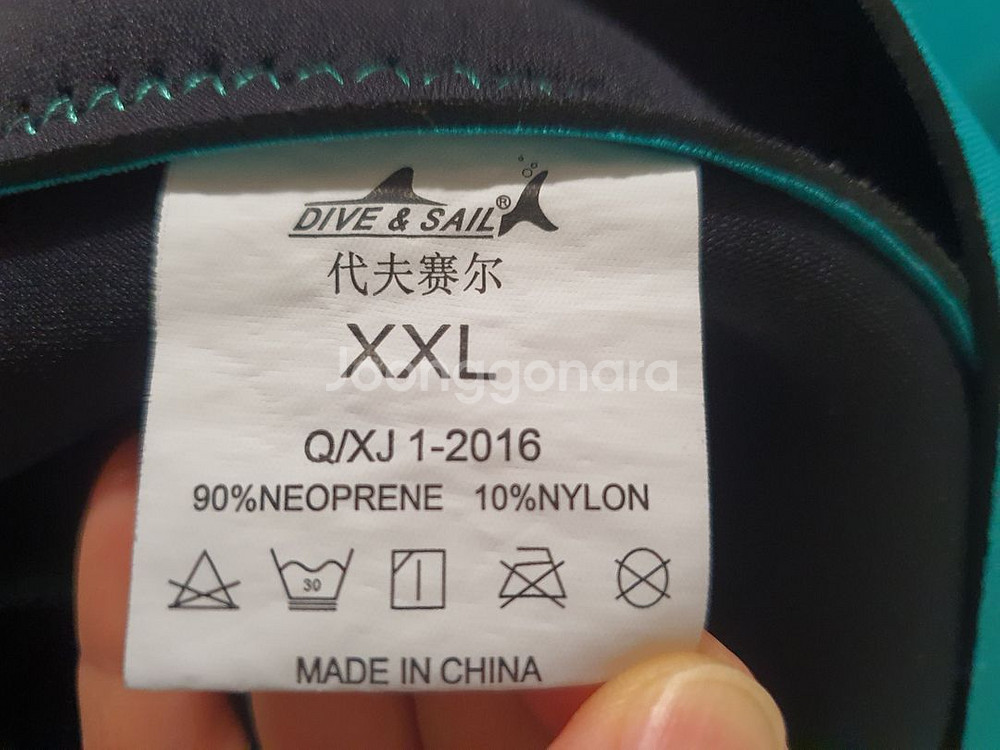 DIVE & SAIL®
代夫赛尔
XXL
Joonggonara
Q/XJ 1-2016
90%NEOPRENE 10%NYLON
30
MADE IN CHINA